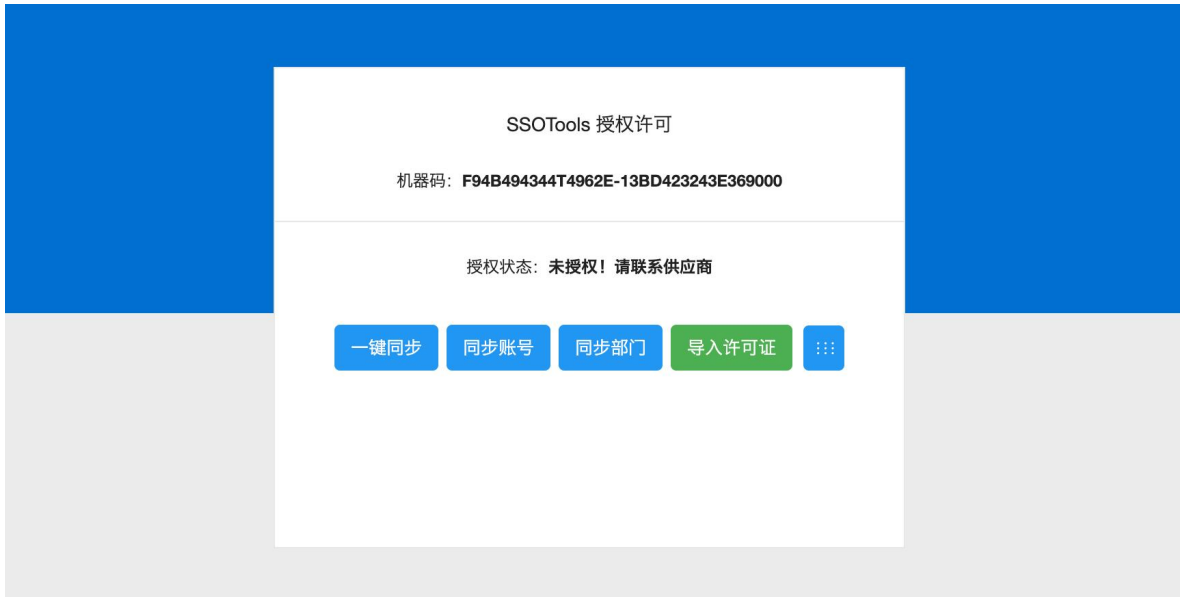 SSOTools 授权许可
机器码：F94B494344T4962E-13BD423243E369000
授权状态：未授权！请联系供应商
一键同步 同步账号 同步部门 导入许可证